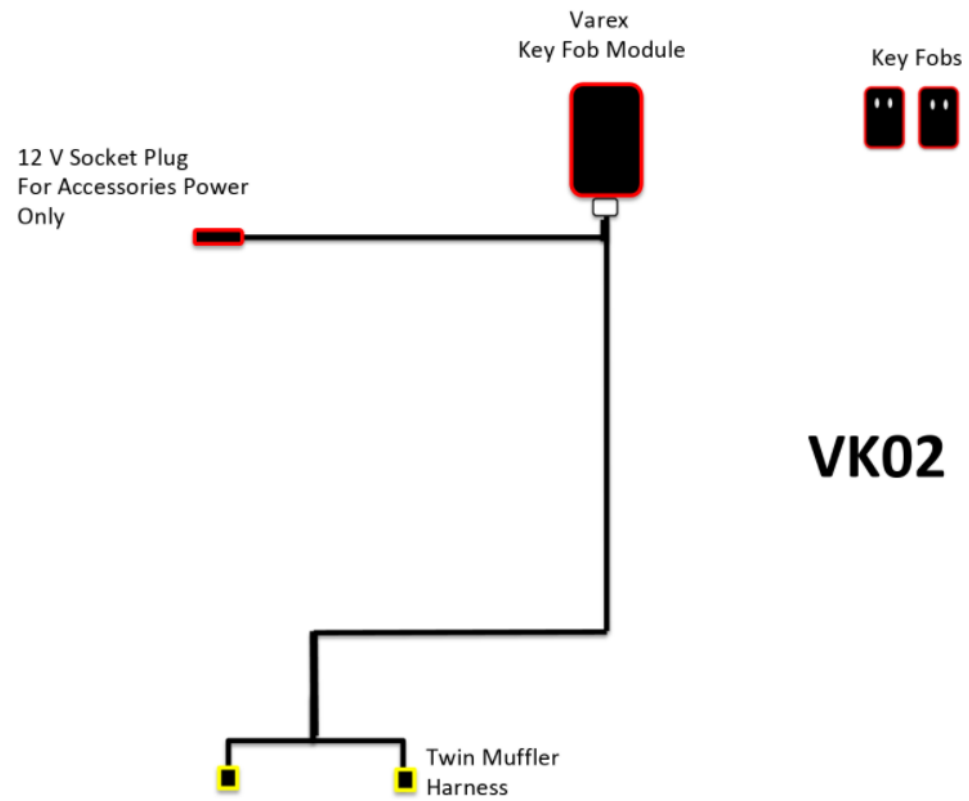 Varex
Key Fob Module
Key Fobs
12 V Socket Plug
For Accessories Power
Only
VK02
Twin Muffler
Harness